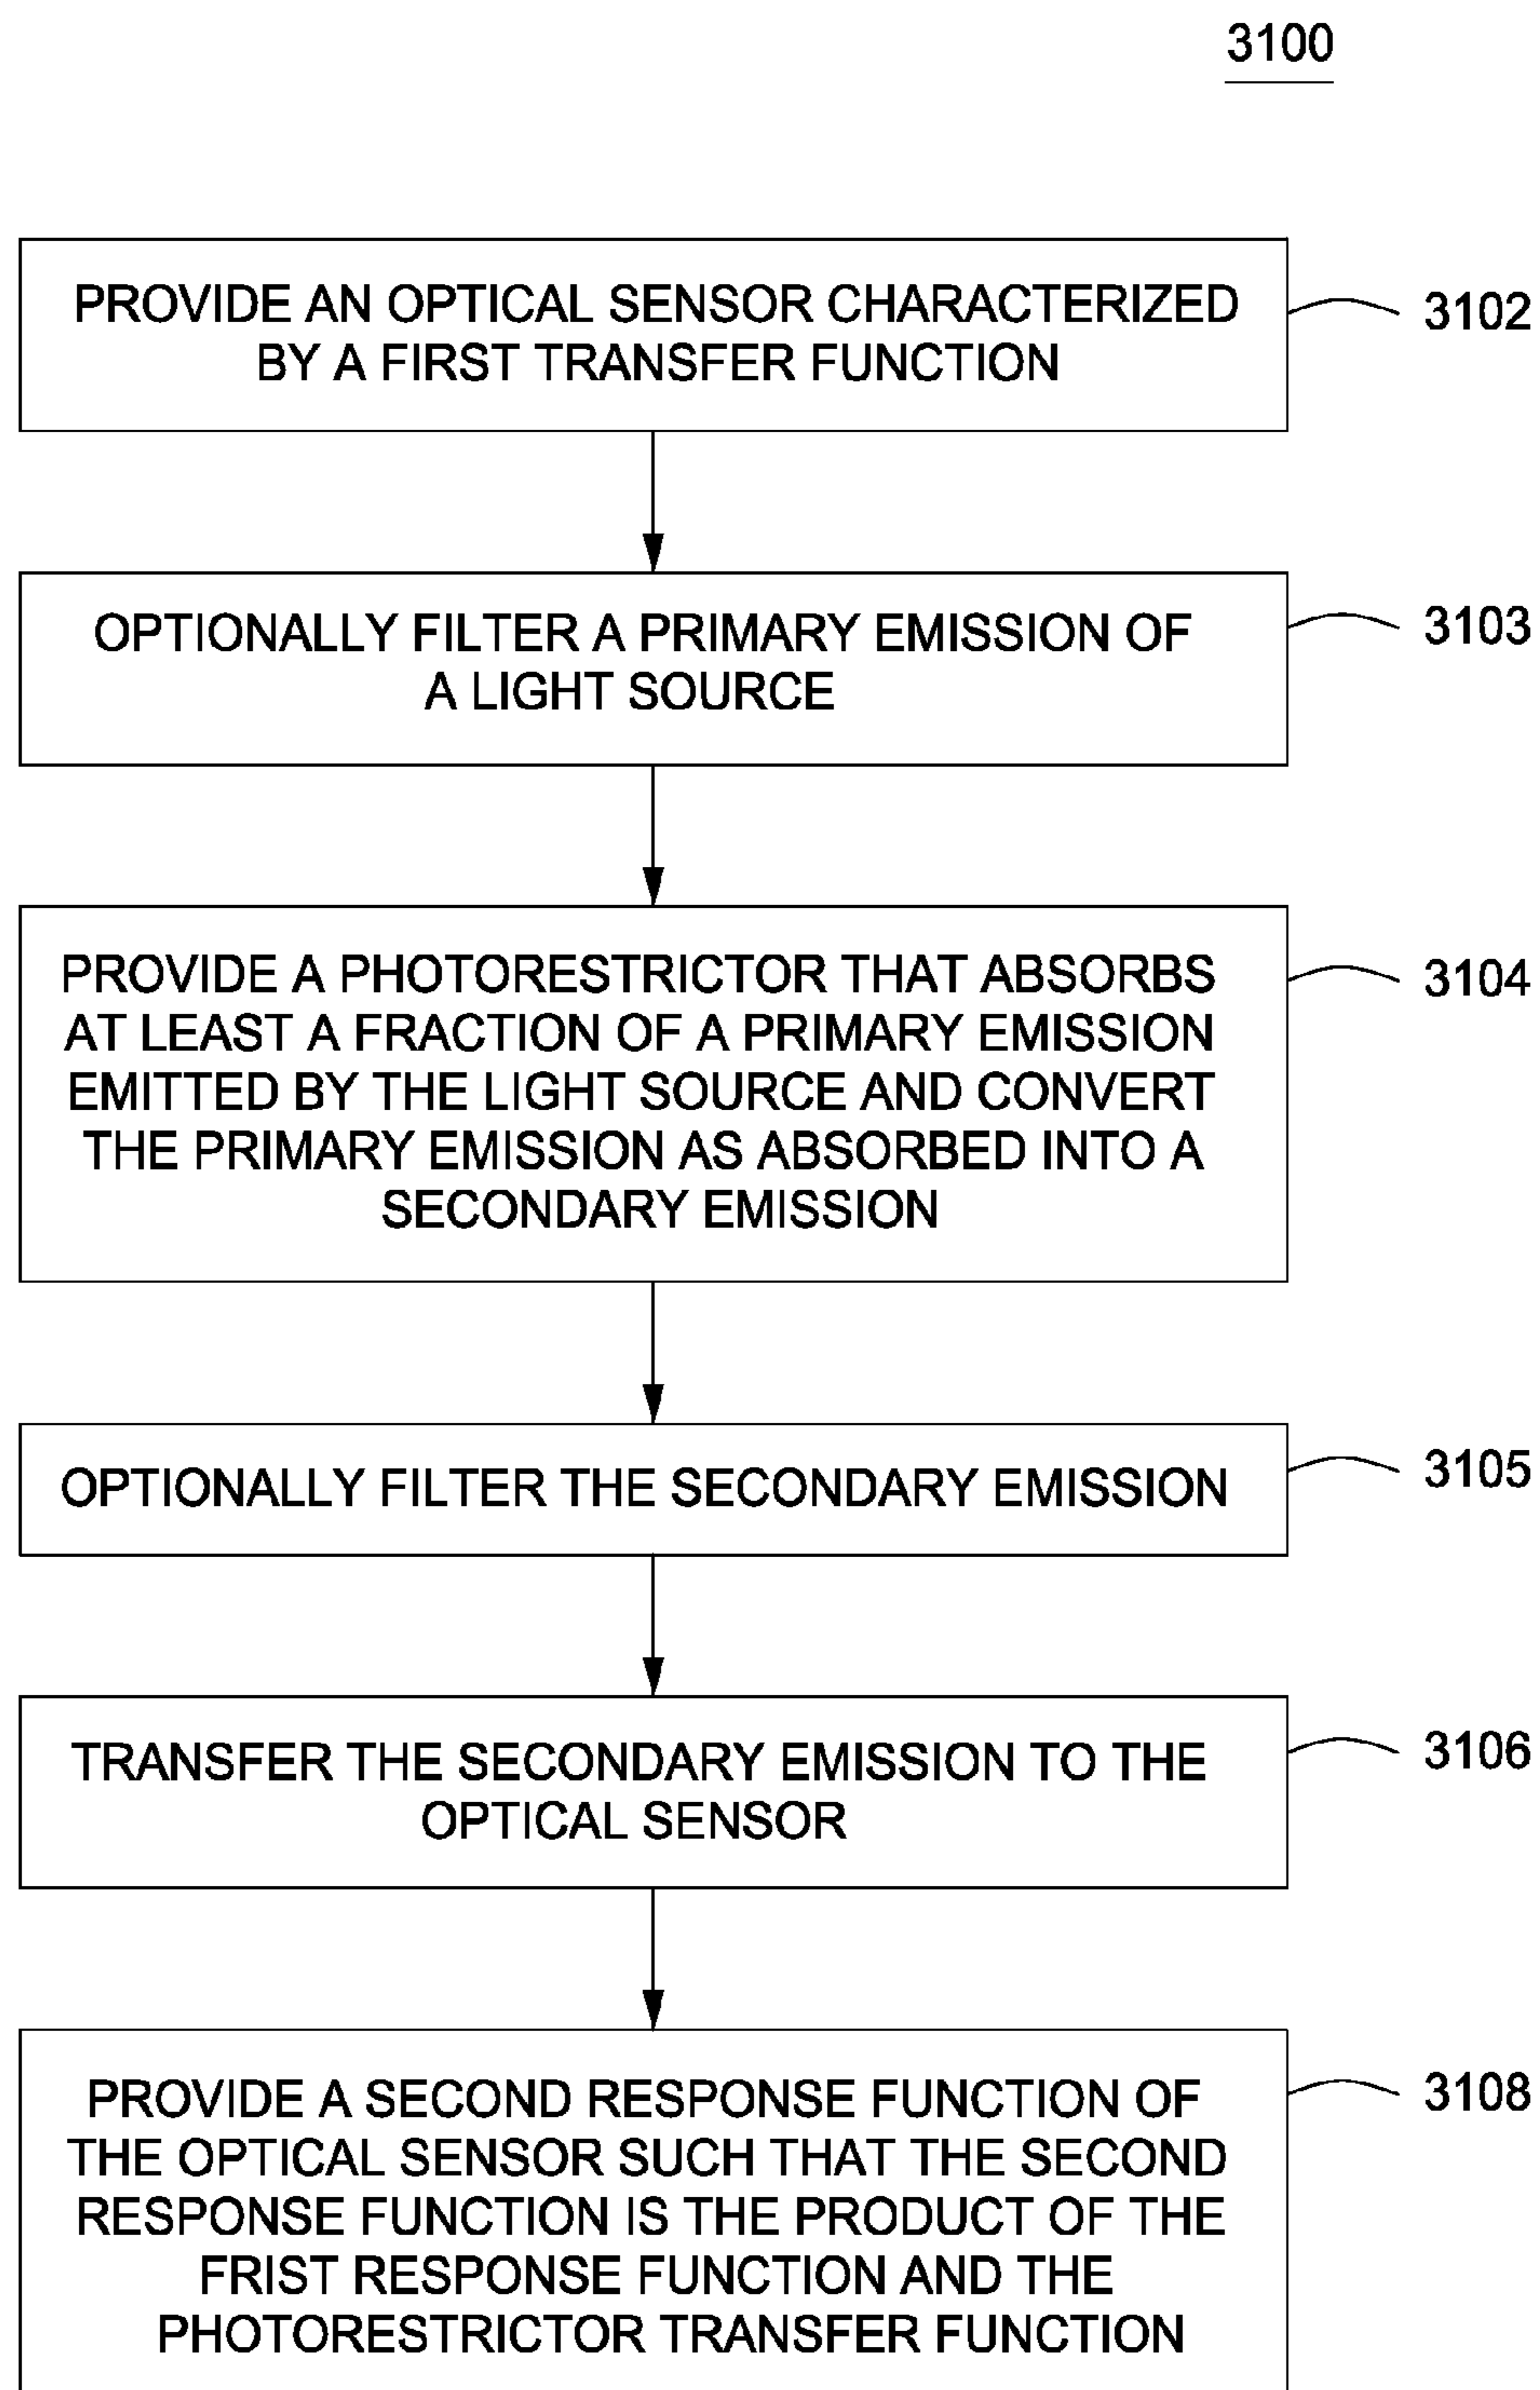 3100
PROVIDE AN OPTICAL SENSOR CHARACTERIZED
BY A FIRST TRANSFER FUNCTION
3102
OPTIONALLY FILTER A PRIMARY EMISSION OF
A LIGHT SOURCE
3103
PROVIDE A PHOTORESTRICTOR THAT ABSORBS
AT LEAST A FRACTION OF A PRIMARY EMISSION
EMITTED BY THE LIGHT SOURCE AND CONVERT
THE PRIMARY EMISSION AS ABSORBED INTO A
SECONDARY EMISSION
3104
OPTIONALLY FILTER THE SECONDARY EMISSION
3105
TRANSFER THE SECONDARY EMISSION TO THE
OPTICAL SENSOR
3106
PROVIDE A SECOND RESPONSE FUNCTION OF
THE OPTICAL SENSOR SUCH THAT THE SECOND
RESPONSE FUNCTION IS THE PRODUCT OF THE
FRIST RESPONSE FUNCTION AND THE
PHOTORESTRICTOR TRANSFER FUNCTION
3108